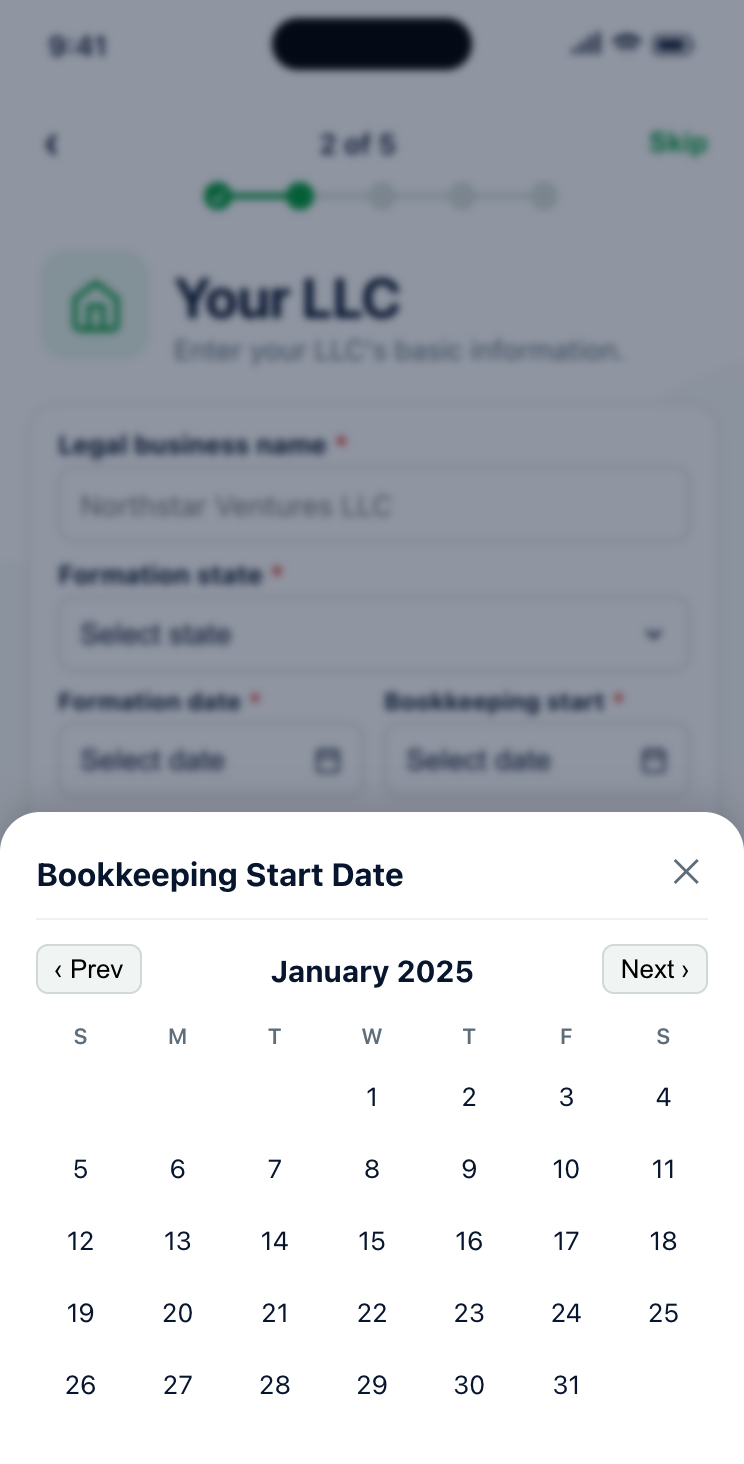 9:41
2 of 5
Skip
Your LLC
Enter your LLC's basic information.
Legal business name *
Northstar Ventures LLC
Formation state *
Select state
Formation date * Bookkeeping start *
Select date Select date
Bookkeeping Start Date
‹ Prev January 2025 Next ›
S M T W T F S
1 2 3 4
5 6 7 8 9 10 11
12 13 14 15 16 17 18
19 20 21 22 23 24 25
26 27 28 29 30 31